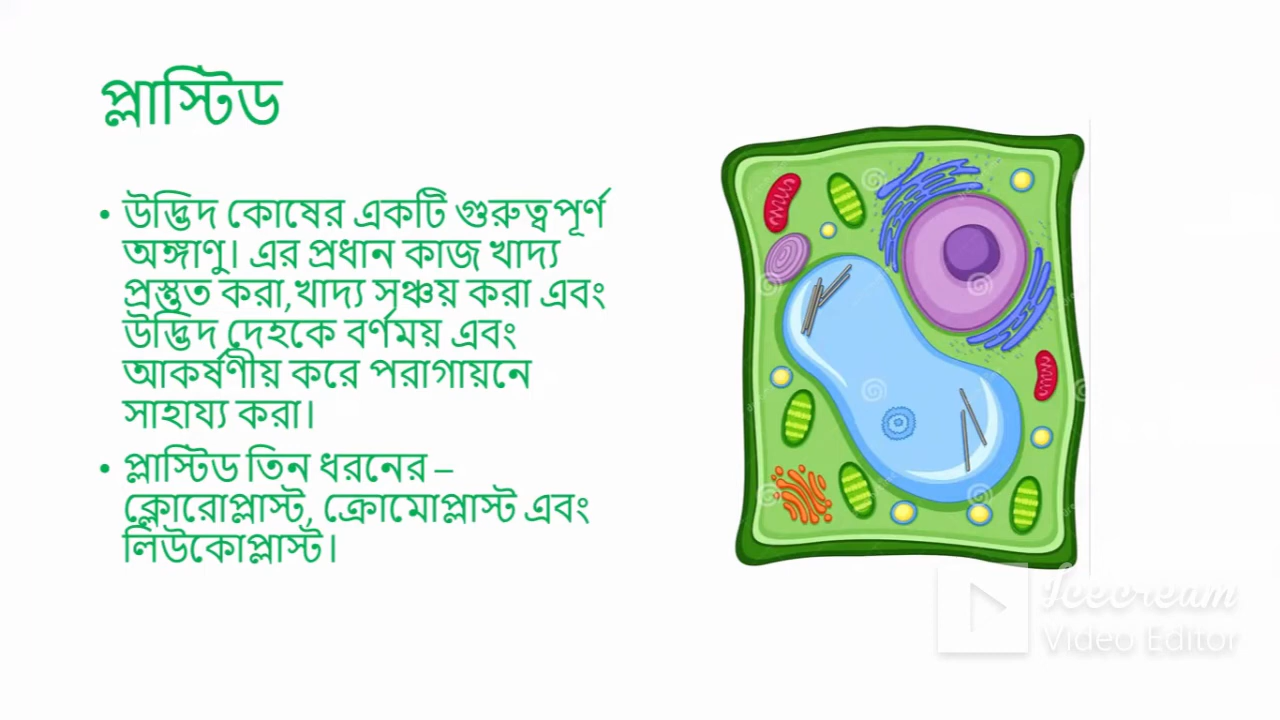 প্লাস্টিড
• উদ্ভিদ কোষের একটি গুরুত্বপূর্ণ
অঙ্গাণু। এর প্রধান কাজ খাদ্য
প্রস্তুত করা,খাদ্য সঞ্চয় করা এবং
উদ্ভিদ দেহকে বর্ণময় এবং
আকর্ষণীয় করে পরাগায়নে
সাহায্য করা।
• প্লাস্টিড তিন ধরনের –
ক্লোরোপ্লাস্ট, ক্রোমোপ্লাস্ট এবং
লিউকোপ্লাস্ট।
Icecream
Video Editor